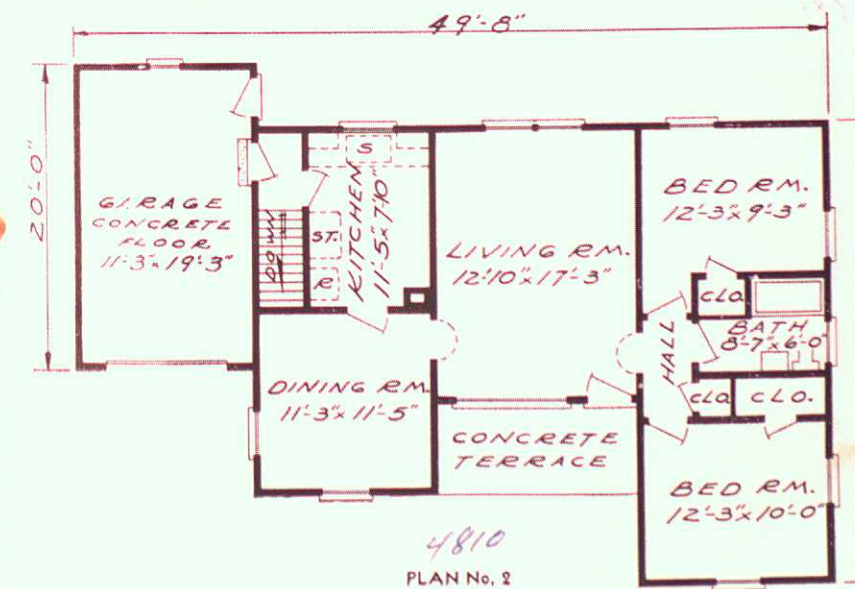 49'-8"
20'-0"
GARAGE
CONCRETE
FLOOR
11'-3"x19'-3"
DOWN
S
ST.
R
KITCHEN
11'-5"x7'-10"
LIVING RM.
12'-10"x17'-3"
BED RM.
12'-3"x9'-3"
CLO.
BATH
8'-7"x6'-0"
HALL
CLO.
CLO.
DINING RM.
11'-3"x11'-5"
CONCRETE
TERRACE
BED RM.
12'-3"x10'-0"
4810
PLAN No. 2